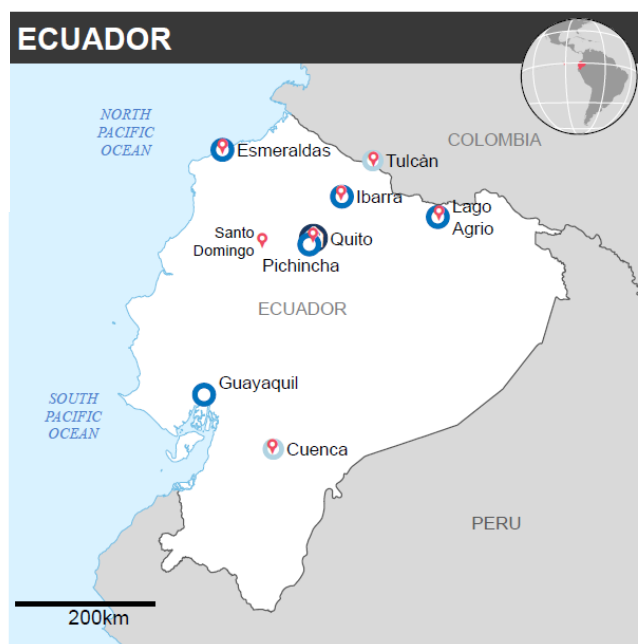 ECUADOR
NORTH
PACIFIC
OCEAN
COLOMBIA
Esmeraldas
Tulcàn
Ibarra
Lago
Agrio
Santo
Domingo
Quito
Pichincha
ECUADOR
Guayaquil
SOUTH
PACIFIC
OCEAN
Cuenca
PERU
200km